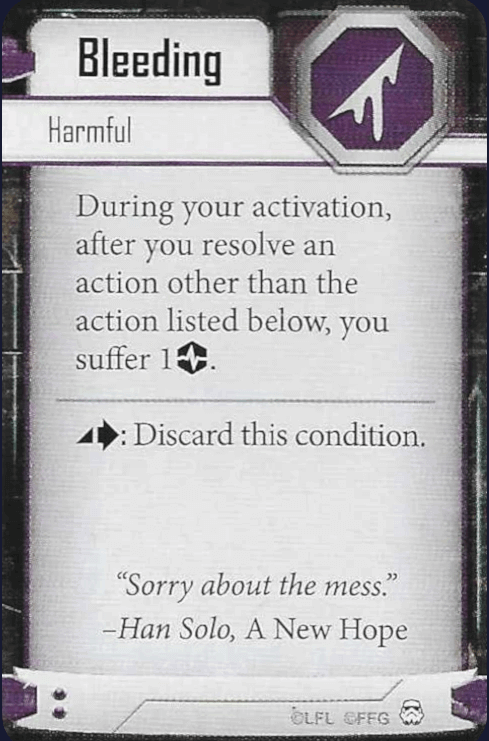 Bleeding
Harmful
During your activation,
after you resolve an
action other than the
action listed below, you
suffer 1.
: Discard this condition.
“Sorry about the mess.”
–Han Solo, A New Hope
©LFL ©FFG